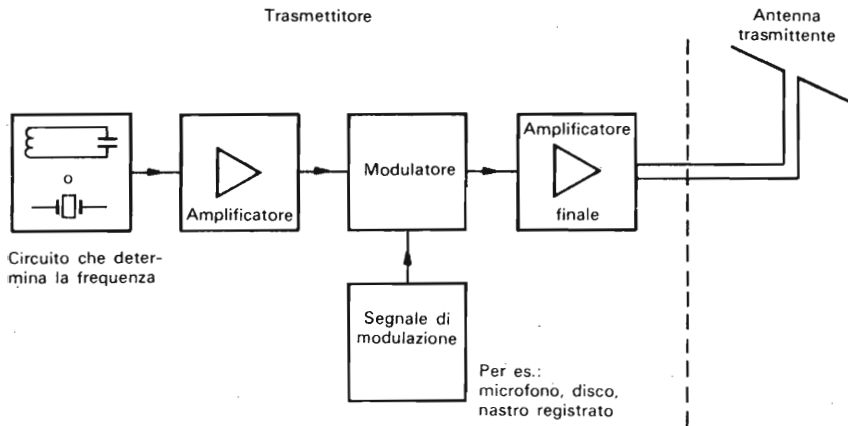 Trasmettitore
Antenna
trasmittente
o
Circuito che deter-
mina la frequenza
Amplificatore
Modulatore
Amplificatore
finale
Segnale di
modulazione
Per es.:
microfono, disco,
nastro registrato